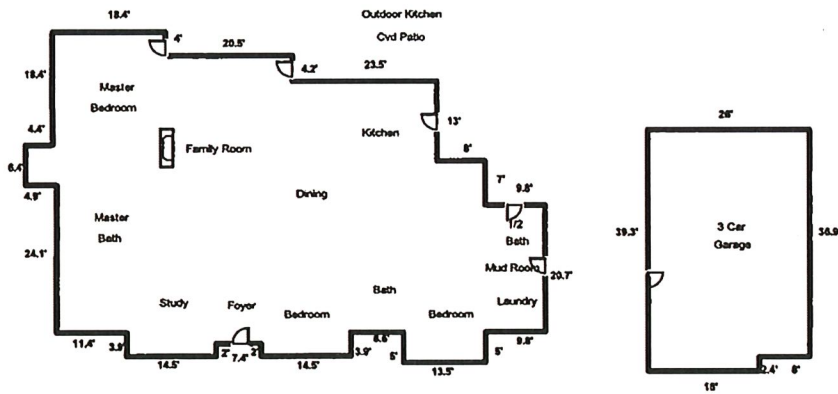 18.4'
Outdoor Kitchen
Cvd Patio
4'
20.5'
4.2'
23.5'
18.4'
Master
Bedroom
4.4'
6.4'
4.9'
Family Room
Kitchen
13'
8'
7'
9.8'
Dining
1/2
Bath
Mud Room
20.7'
Laundry
Master
Bath
24.1'
Study
Foyer
Bedroom
Bath
Bedroom
11.4'
3.9'
14.5'
2'
7.4'
2'
14.5'
3.9'
8.8'
5'
13.5'
5'
9.8'
26'
39.3'
3 Car
Garage
36.9'
18'
2.4'
8'